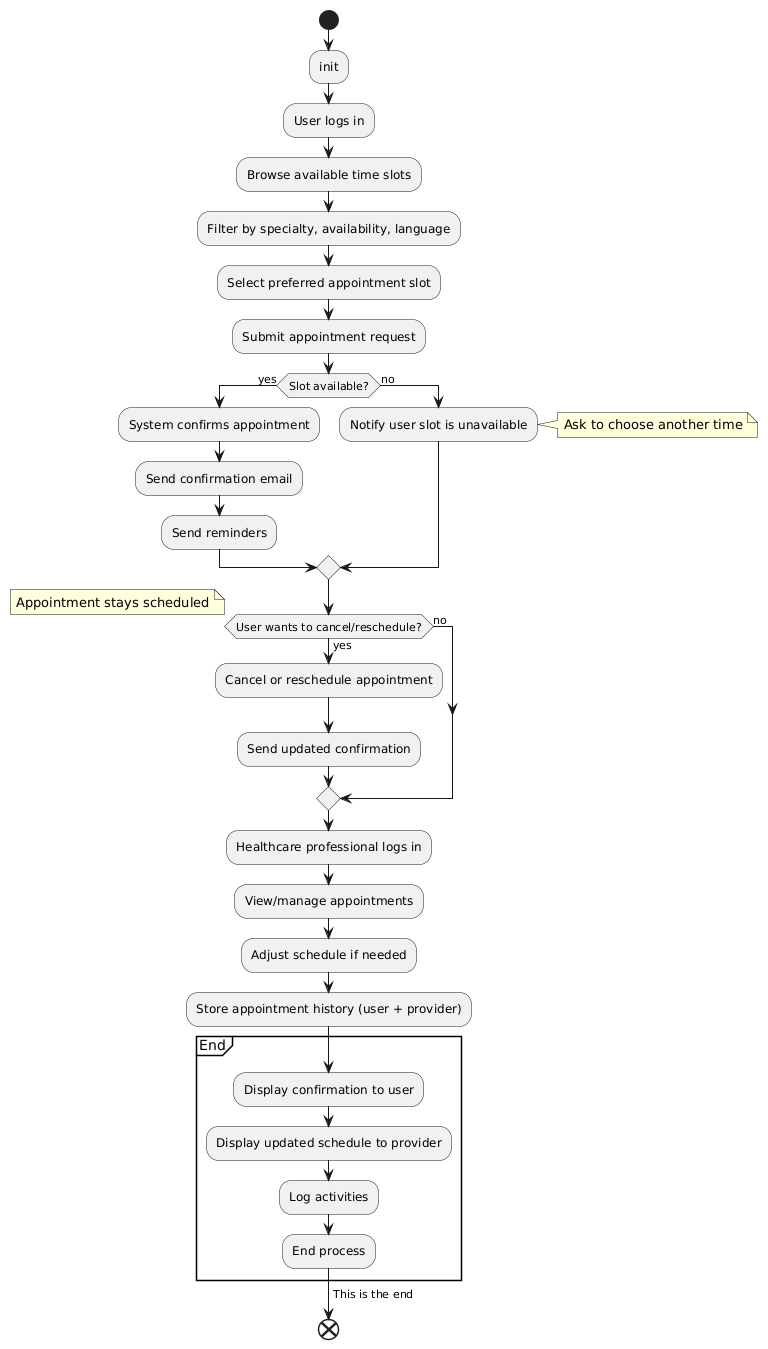 init
User logs in
Browse available time slots
Filter by specialty, availability, language
Select preferred appointment slot
Submit appointment request
yes
Slot available?
no
System confirms appointment
Notify user slot is unavailable
Ask to choose another time
Send confirmation email
Send reminders
Appointment stays scheduled
User wants to cancel/reschedule?
no
yes
Cancel or reschedule appointment
Send updated confirmation
Healthcare professional logs in
View/manage appointments
Adjust schedule if needed
Store appointment history (user + provider)
End
Display confirmation to user
Display updated schedule to provider
Log activities
End process
This is the end